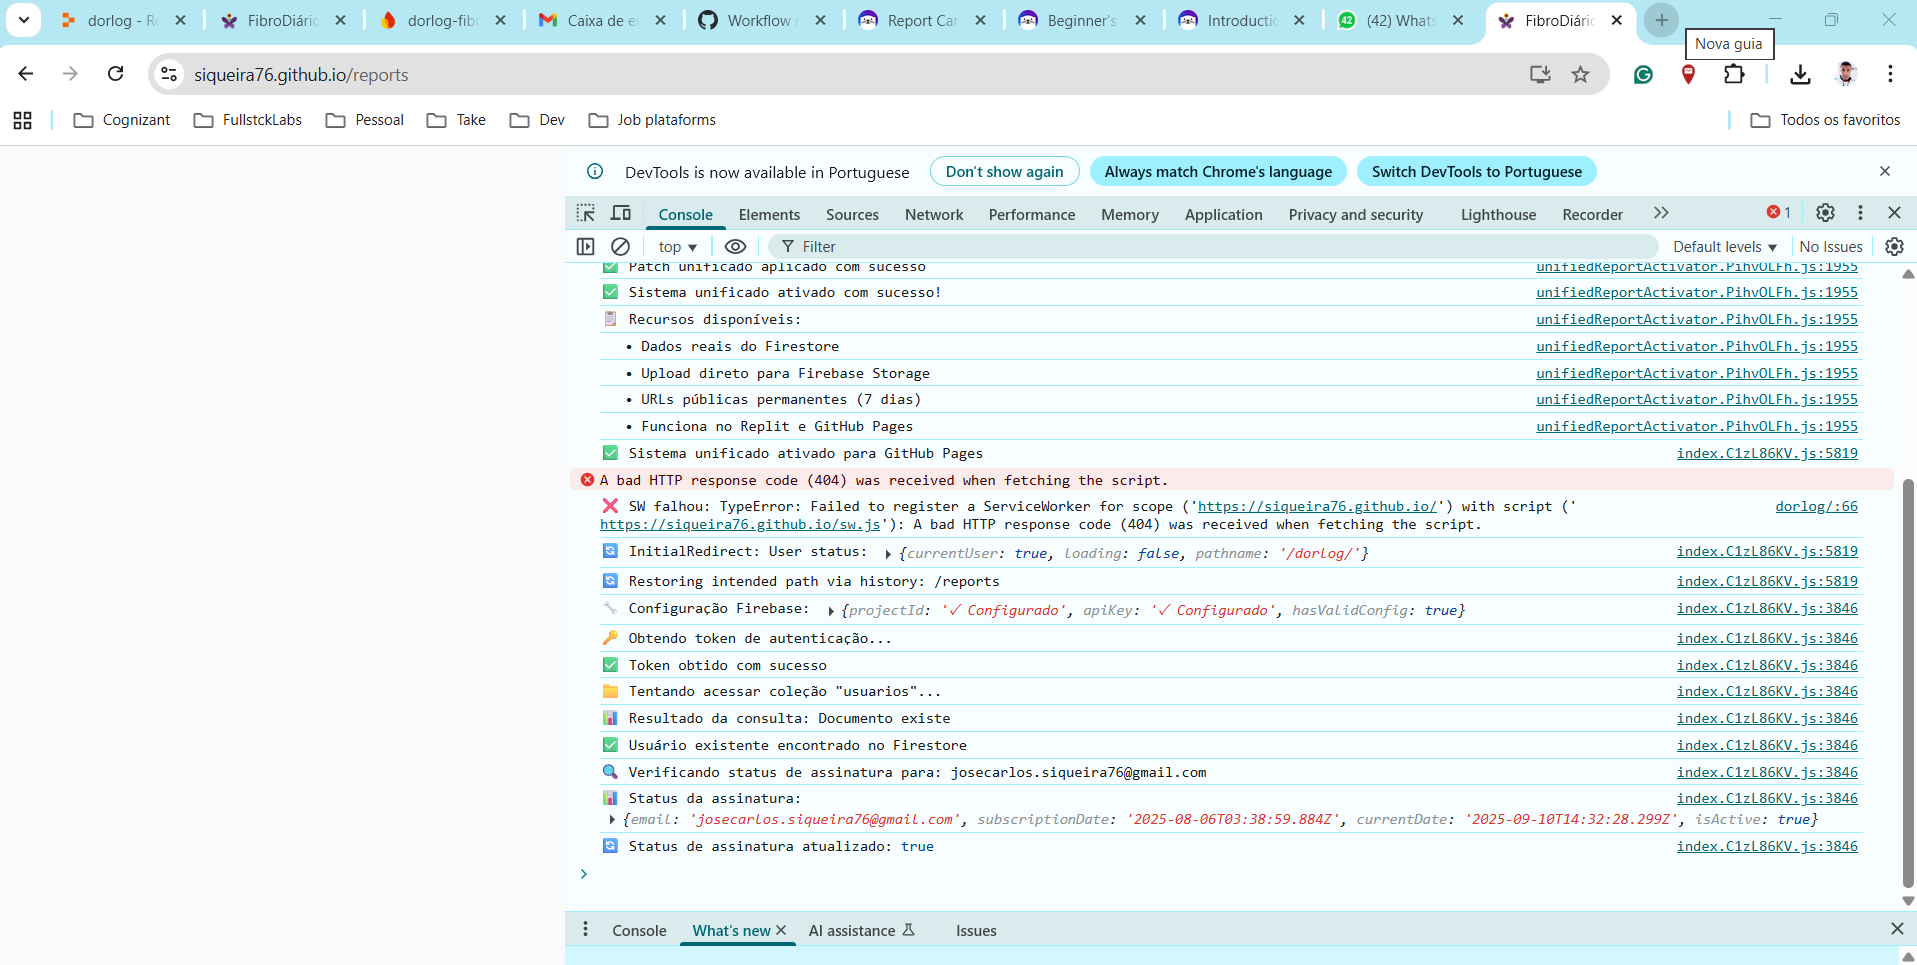 dorlog - Re
FibroDiári
dorlog-fib
Caixa de e
Workflow r
Report Car
Beginner's
Introductio
(42) Whats
FibroDiári
Nova guia
siqueira76.github.io/reports
Cognizant
FullstckLabs
Pessoal
Take
Dev
Job plataforms
Todos os favoritos
DevTools is now available in Portuguese
Don't show again
Always match Chrome's language
Switch DevTools to Portuguese
Console
Elements
Sources
Network
Performance
Memory
Application
Privacy and security
Lighthouse
Recorder
1
top
Filter
Default levels
No Issues
Patch unificado aplicado com sucesso unifiedReportActivator.PihvOLFh.js:1955
Sistema unificado ativado com sucesso! unifiedReportActivator.PihvOLFh.js:1955
Recursos disponíveis: unifiedReportActivator.PihvOLFh.js:1955
• Dados reais do Firestore unifiedReportActivator.PihvOLFh.js:1955
• Upload direto para Firebase Storage unifiedReportActivator.PihvOLFh.js:1955
• URLs públicas permanentes (7 dias) unifiedReportActivator.PihvOLFh.js:1955
• Funciona no Replit e GitHub Pages unifiedReportActivator.PihvOLFh.js:1955
Sistema unificado ativado para GitHub Pages index.C1zL86KV.js:5819
A bad HTTP response code (404) was received when fetching the script.
SW falhou: TypeError: Failed to register a ServiceWorker for scope ('https://siqueira76.github.io/') with script (' dorlog/:66
https://siqueira76.github.io/sw.js'): A bad HTTP response code (404) was received when fetching the script.
InitialRedirect: User status: {currentUser: true, loading: false, pathname: '/dorlog/'} index.C1zL86KV.js:5819
Restoring intended path via history: /reports index.C1zL86KV.js:5819
Configuração Firebase: {projectId: '✓ Configurado', apiKey: '✓ Configurado', hasValidConfig: true} index.C1zL86KV.js:3846
Obtendo token de autenticação... index.C1zL86KV.js:3846
Token obtido com sucesso index.C1zL86KV.js:3846
Tentando acessar coleção "usuarios"... index.C1zL86KV.js:3846
Resultado da consulta: Documento existe index.C1zL86KV.js:3846
Usuário existente encontrado no Firestore index.C1zL86KV.js:3846
Verificando status de assinatura para: josecarlos.siqueira76@gmail.com index.C1zL86KV.js:3846
Status da assinatura: index.C1zL86KV.js:3846
{email: 'josecarlos.siqueira76@gmail.com', subscriptionDate: '2025-08-06T03:38:59.884Z', currentDate: '2025-09-10T14:32:28.299Z', isActive: true}
Status de assinatura atualizado: true index.C1zL86KV.js:3846
Console
What's new
AI assistance
Issues